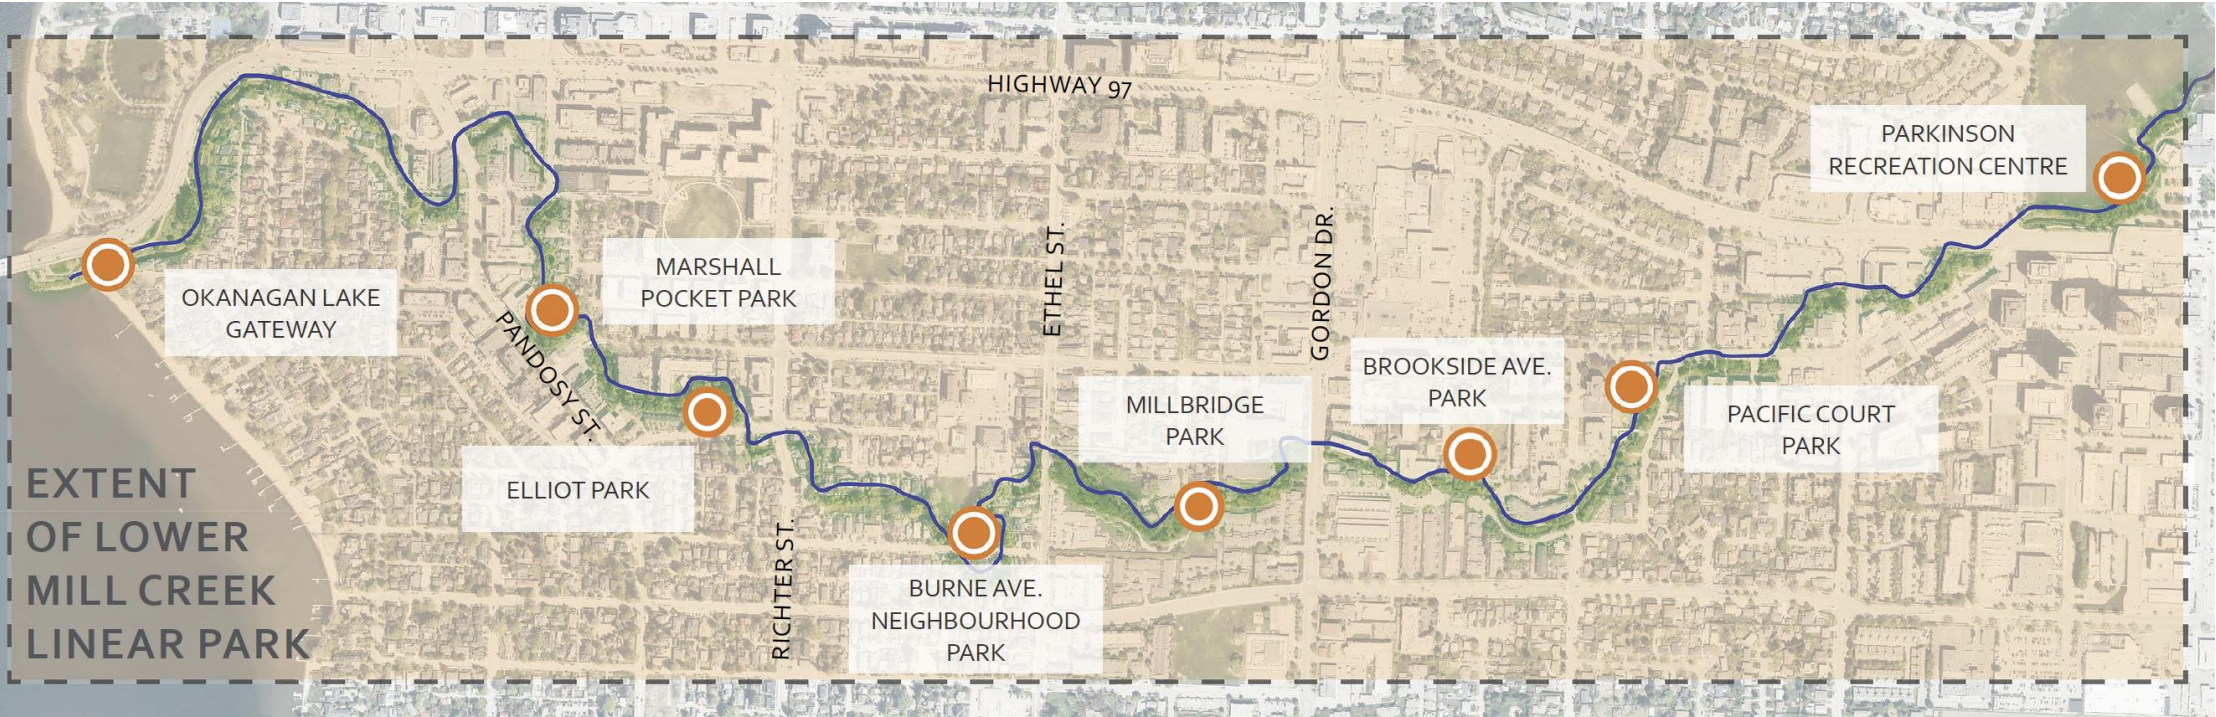 HIGHWAY 97
PARKINSON
RECREATION CENTRE
OKANAGAN LAKE
GATEWAY
MARSHALL
POCKET PARK
PANDOSY ST.
ETHEL ST.
GORDON DR.
BROOKSIDE AVE.
PARK
MILLBRIDGE
PARK
PACIFIC COURT
PARK
ELLIOT PARK
RICHTER ST.
BURNE AVE.
NEIGHBOURHOOD
PARK
EXTENT
OF LOWER
MILL CREEK
LINEAR PARK